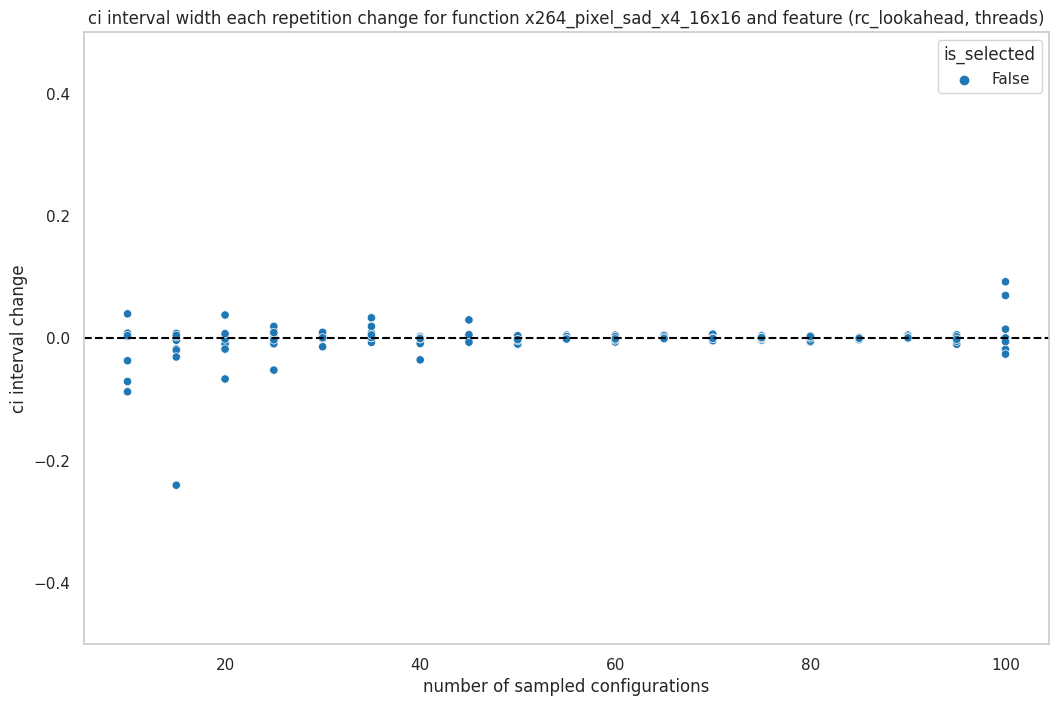 ci interval width each repetition change for function x264_pixel_sad_x4_16x16 and feature (rc_lookahead, threads)
is_selected
False
ci interval change
0.4
0.2
0.0
−0.2
−0.4
20
40
60
80
100
number of sampled configurations